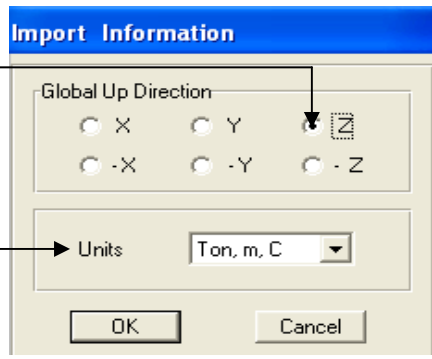 Import Information
Global Up Direction
X Y Z
-X -Y - Z
Units Ton, m, C
OK Cancel